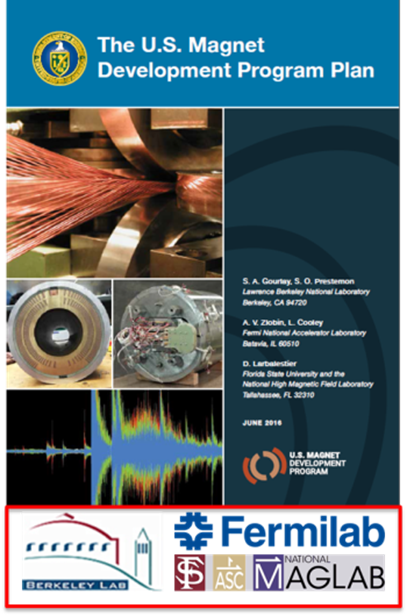 The U.S. Magnet
Development Program Plan
S. A. Gourlay, S. O. Prestemon
Lawrence Berkeley National Laboratory
Berkeley, CA 94720
A. V. Zlobin, L. Cooley
Fermi National Accelerator Laboratory
Batavia, IL 60510
D. Larbalestier
Florida State University and the
National High Magnetic Field Laboratory
Tallahassee, FL 32310
JUNE 2016
U.S. MAGNET
DEVELOPMENT
PROGRAM
BERKELEY LAB
Fermilab
FS ASC
NATIONAL
MAGLAB